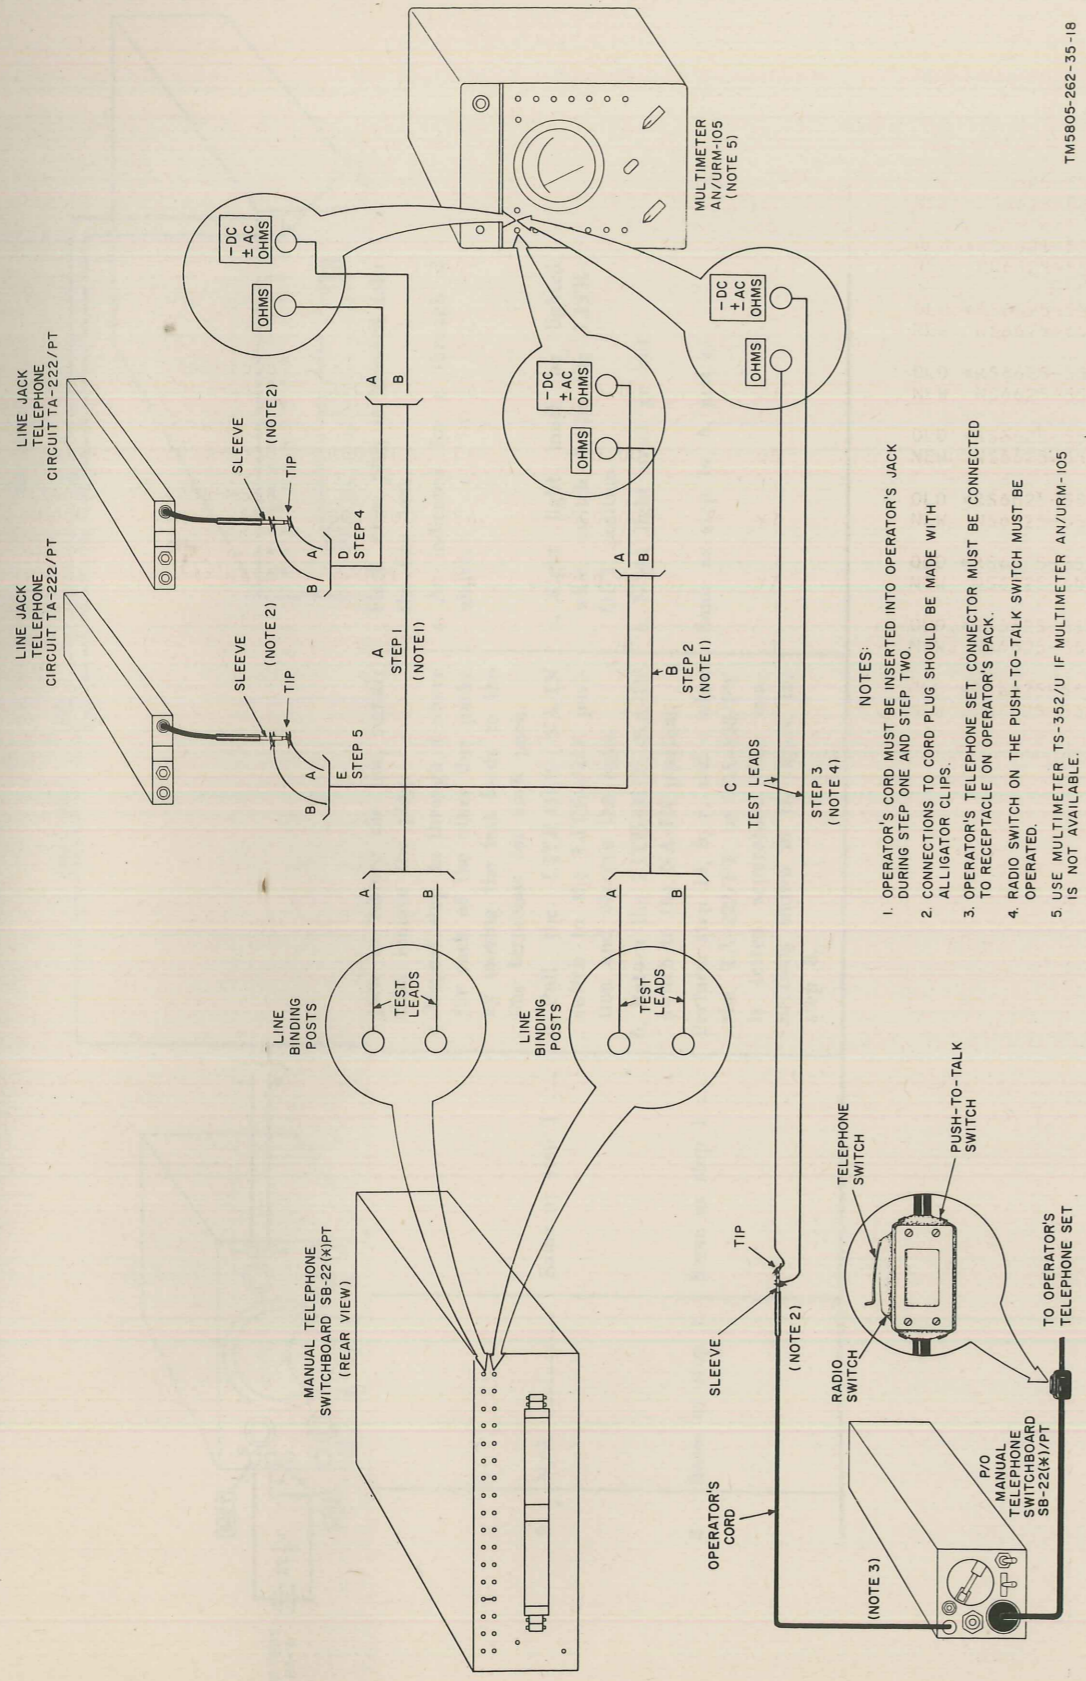 LINE JACK
TELEPHONE
CIRCUIT TA-222/PT
LINE JACK
TELEPHONE
CIRCUIT TA-222/PT
SLEEVE
(NOTE 2)
TIP
B
A
E
STEP 5
SLEEVE
(NOTE 2)
TIP
B
A
D
STEP 4
OHMS
-DC
± AC
OHMS
A
B
MULTIMETER
AN/URM-105
(NOTE 5)
MANUAL TELEPHONE
SWITCHBOARD SB-22(*)PT
(REAR VIEW)
LINE
BINDING
POSTS
TEST
LEADS
A
B
A
STEP 1
(NOTE 1)
LINE
BINDING
POSTS
TEST
LEADS
A
B
B
STEP 2
(NOTE 1)
A
B
OHMS
-DC
± AC
OHMS
OPERATOR'S
CORD
SLEEVE
TIP
(NOTE 2)
C
TEST LEADS
STEP 3
(NOTE 4)
OHMS
-DC
± AC
OHMS
(NOTE 3)
P/O
MANUAL
TELEPHONE
SWITCHBOARD
SB-22(*)/PT
RADIO
SWITCH
TELEPHONE
SWITCH
PUSH-TO-TALK
SWITCH
TO OPERATOR'S
TELEPHONE SET
NOTES:
1. OPERATOR'S CORD MUST BE INSERTED INTO OPERATOR'S JACK
DURING STEP ONE AND STEP TWO.
2. CONNECTIONS TO CORD PLUG SHOULD BE MADE WITH
ALLIGATOR CLIPS.
3. OPERATOR'S TELEPHONE SET CONNECTOR MUST BE CONNECTED
TO RECEPTACLE ON OPERATOR'S PACK.
4. RADIO SWITCH ON THE PUSH-TO-TALK SWITCH MUST BE
OPERATED.
5 USE MULTIMETER TS-352/U IF MULTIMETER AN/URM-105
IS NOT AVAILABLE.
TM5805-262-35-18